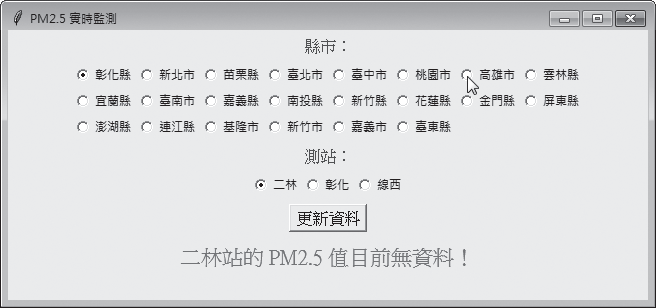 PM2.5 實時監測
縣市：
彰化縣 新北市 苗栗縣 臺北市 臺中市 桃園市 高雄市 雲林縣
宜蘭縣 臺南市 嘉義縣 南投縣 新竹縣 花蓮縣 金門縣 屏東縣
澎湖縣 連江縣 基隆市 新竹市 嘉義市 臺東縣
測站：
二林 彰化 線西
更新資料
二林站的 PM2.5 值目前無資料！